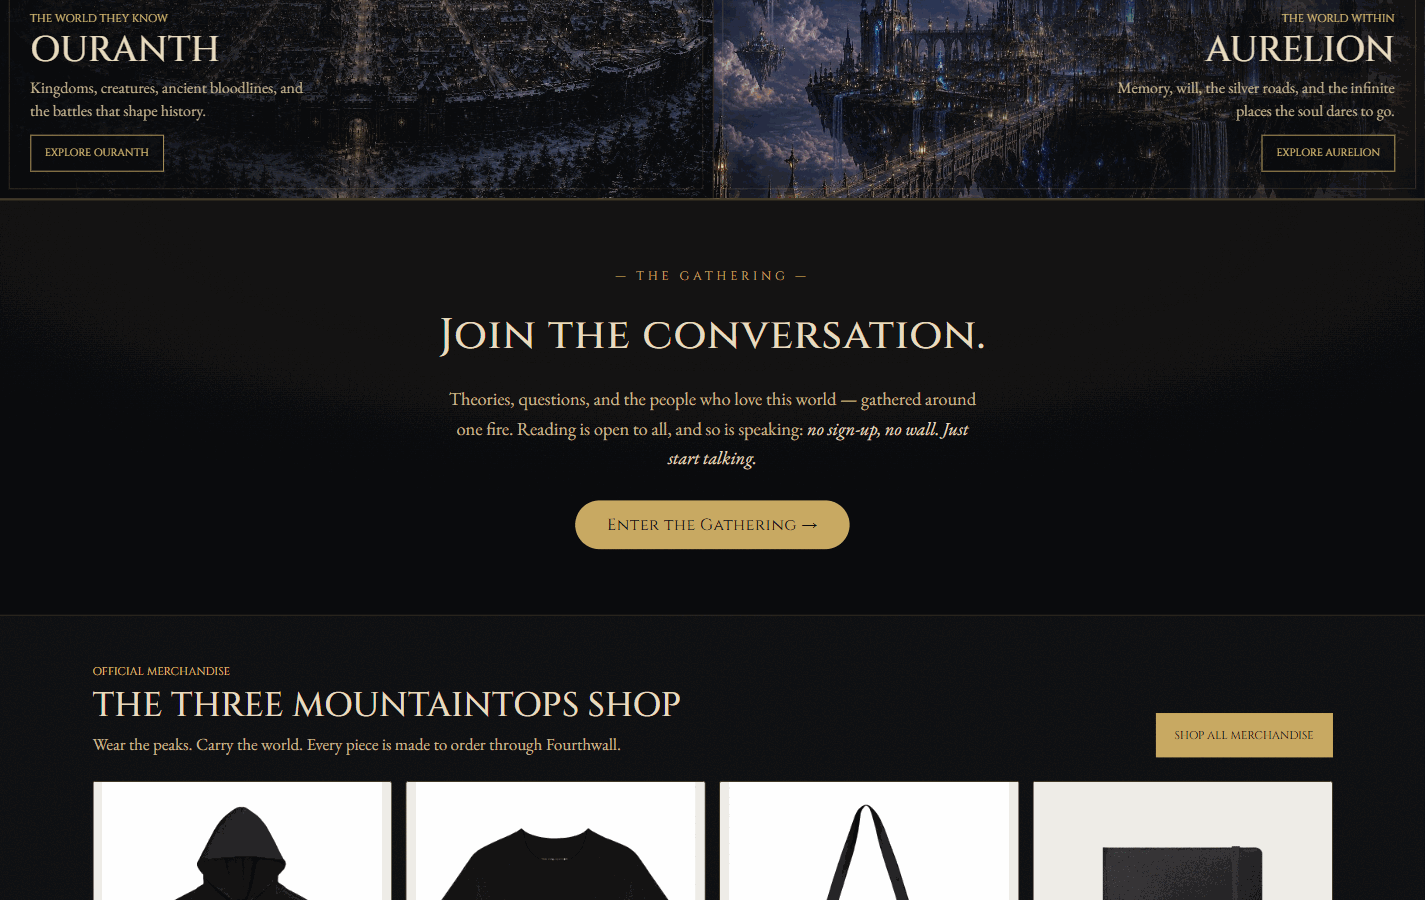 THE WORLD THEY KNOW
OURANTH
Kingdoms, creatures, ancient bloodlines, and
the battles that shape history.
EXPLORE OURANTH
THE WORLD WITHIN
AURELION
Memory, will, the silver roads, and the infinite
places the soul dares to go.
EXPLORE AURELION
— THE GATHERING —
Join the conversation.
Theories, questions, and the people who love this world — gathered around
one fire. Reading is open to all, and so is speaking: no sign-up, no wall. Just
start talking.
Enter the Gathering →
OFFICIAL MERCHANDISE
THE THREE MOUNTAINTOPS SHOP
Wear the peaks. Carry the world. Every piece is made to order through Fourthwall.
SHOP ALL MERCHANDISE